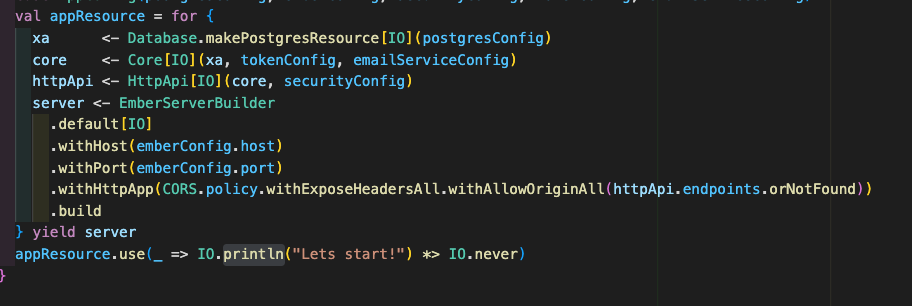 val appResource = for {
  xa      <- Database.makePostgresResource[IO](postgresConfig)
  core    <- Core[IO](xa, tokenConfig, emailServiceConfig)
  httpApi <- HttpApi[IO](core, securityConfig)
  server <- EmberServerBuilder
    .default[IO]
    .withHost(emberConfig.host)
    .withPort(emberConfig.port)
    .withHttpApp(CORS.policy.withExposeHeadersAll.withAllowOriginAll(httpApi.endpoints.orNotFound))
    .build
} yield server
appResource.use(_ => IO.println("Lets start!") *> IO.never)
}